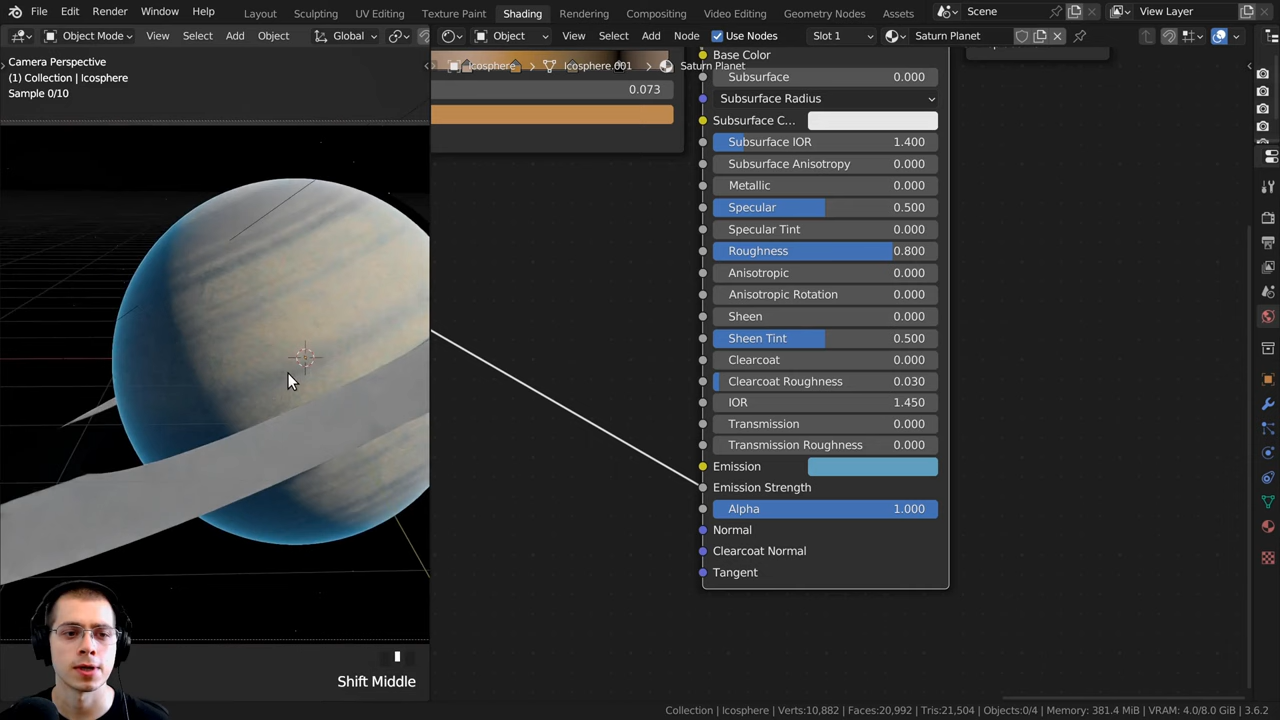 File Edit Render Window Help Layout Sculpting UV Editing Texture Paint Shading Rendering Compositing Video Editing Geometry Nodes Assets Scene View Layer
Object Mode View Select Add Object Global Object View Select Add Node Use Nodes Slot 1 Saturn Planet
Camera Perspective
(1) Collection | Icosphere
Sample 0/10
Icosphere Icosphere.001 Saturn Planet
0.073
Base Color
Subsurface 0.000
Subsurface Radius
Subsurface C...
Subsurface IOR 1.400
Subsurface Anisotropy 0.000
Metallic 0.000
Specular 0.500
Specular Tint 0.000
Roughness 0.800
Anisotropic 0.000
Anisotropic Rotation 0.000
Sheen 0.000
Sheen Tint 0.500
Clearcoat 0.000
Clearcoat Roughness 0.030
IOR 1.450
Transmission 0.000
Transmission Roughness 0.000
Emission
Emission Strength
Alpha 1.000
Normal
Clearcoat Normal
Tangent
Shift Middle
Collection | Icosphere | Verts:10,882 | Faces:20,992 | Tris:21,504 | Objects:0/4 | Memory: 381.4 MiB | VRAM: 4.0/8.0 GiB | 3.6.2